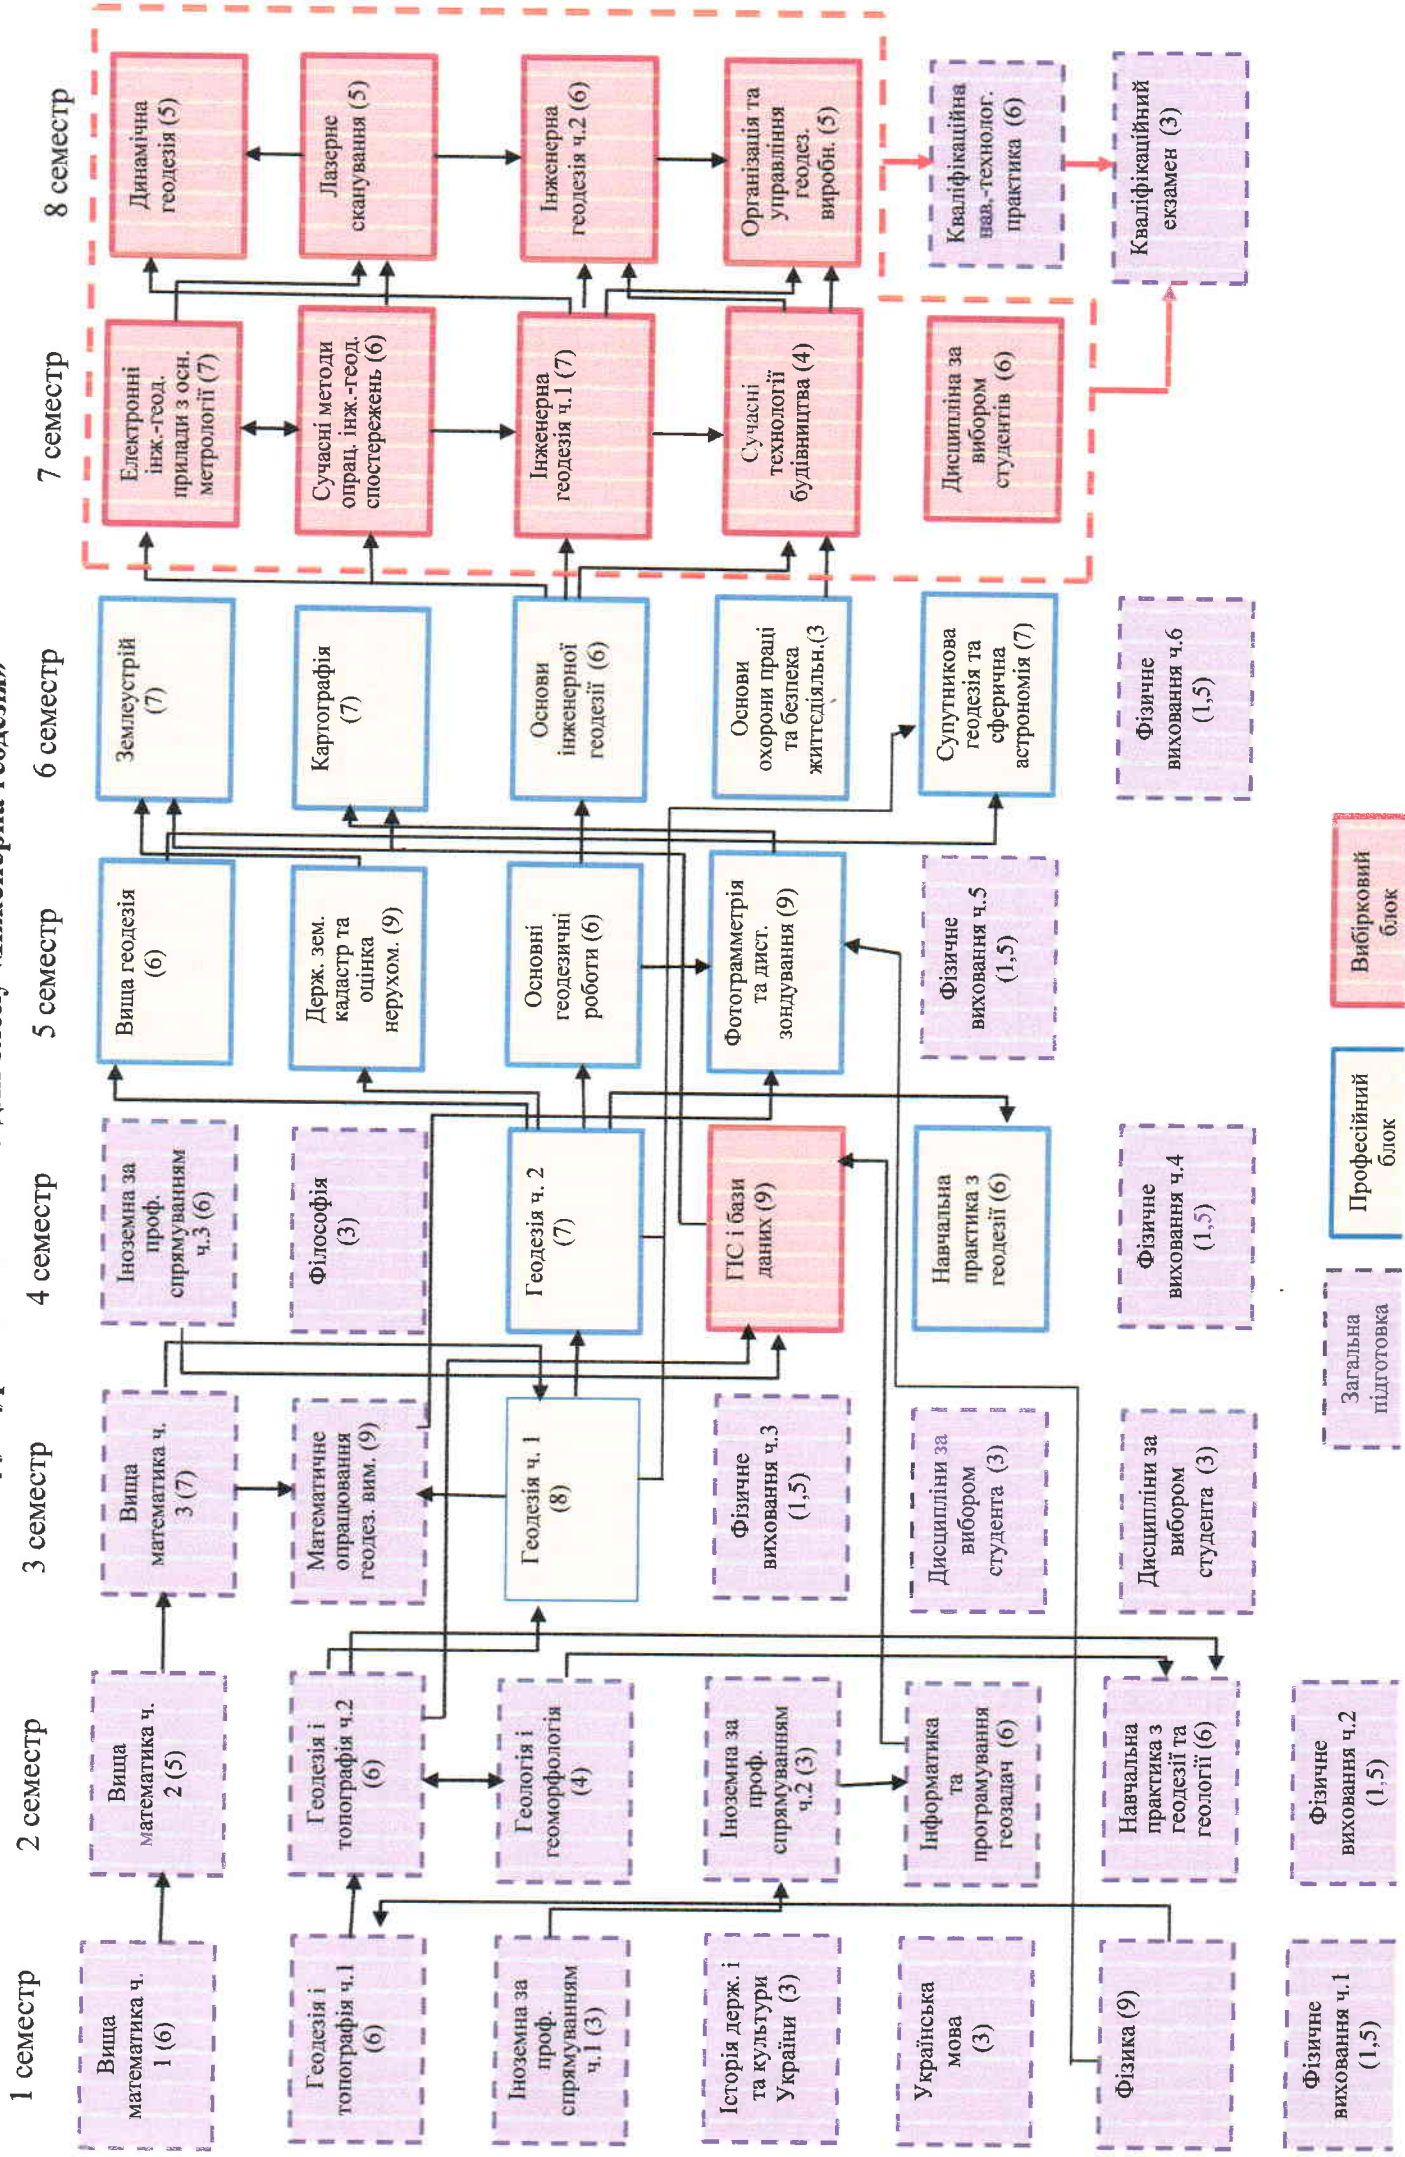 1 семестр
2 семестр
3 семестр
4 семестр
5 семестр
6 семестр
7 семестр
8 семестр
Вища
математика ч.
1 (6)
Геодезія і
топографія ч.1
(6)
Іноземна за
проф.
спрямуванням
ч.1 (3)
Історія держ. і
та культури
України (3)
Українська
мова
(3)
Фізика (9)
Фізичне
виховання ч.1
(1,5)
Вища
математика ч.
2 (5)
Геодезія і
топографія ч.2
(6)
Геологія і
геоморфологія
(4)
Іноземна за
проф.
спрямуванням
ч.2 (3)
Інформатика
та
програмування
геозадач (6)
Навчальна
практика з
геодезії та
геології (6)
Фізичне
виховання ч.2
(1,5)
Вища
математика ч.
3 (7)
Математичне
опрацювання
геодез. вим. (9)
Геодезія ч. 1
(8)
Фізичне
виховання ч.3
(1,5)
Дисципліни за
вибором
студента (3)
Дисципліни за
вибором
студента (3)
Іноземна за
проф.
спрямуванням
ч.3 (6)
Філософія
(3)
Геодезія ч. 2
(7)
ГІС і бази
даних (9)
Навчальна
практика з
геодезії (6)
Фізичне
виховання ч.4
(1,5)
Вища геодезія
(6)
Держ. зем.
кадастр та
оцінка
нерухом. (9)
Основні
геодезичні
роботи (6)
Фотограмметрія
та дист.
зондування (9)
Фізичне
виховання ч.5
(1,5)
Землеустрій
(7)
Картографія
(7)
Основи
інженерної
геодезії (6)
Основи
охорони праці
та безпека
життєдіяльн.(3
Супутникова
геодезія та
сферична
астрономія (7)
Фізичне
виховання ч.6
(1,5)
Електронні
інж.-геод.
прилади з осн.
метрології (7)
Сучасні методи
опрац. інж.-геод.
спостережень (6)
Інженерна
геодезія ч.1 (7)
Сучасні
технології
будівництва (4)
Дисципліна за
вибором
студентів (6)
Динамічна
геодезія (5)
Лазерне
сканування (5)
Інженерна
геодезія ч.2 (6)
Організація та
управління
геодез.
виробн. (5)
Кваліфікаційна
нав.-технолог.
практика (6)
Кваліфікаційний
екзамен (3)
Загальна
підготовка
Професійний
блок
Вибірковий
блок